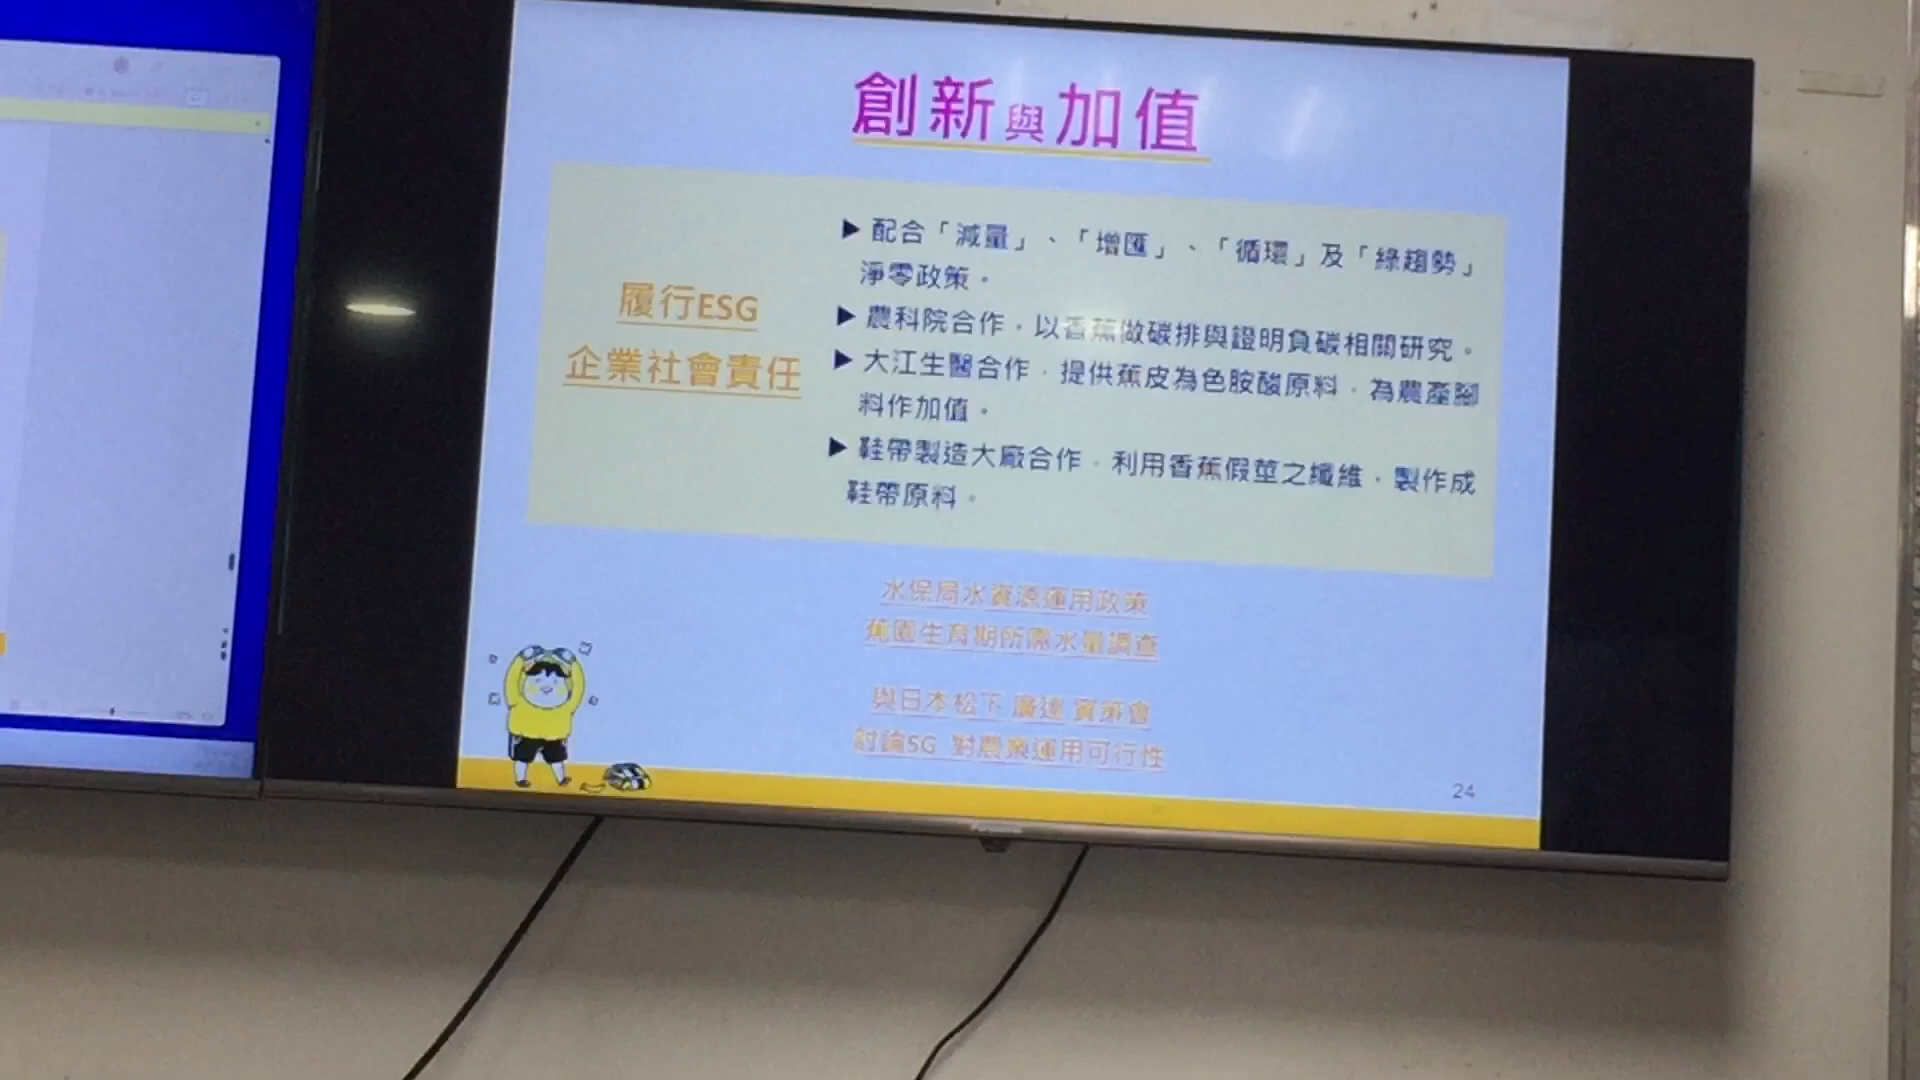 創新與加值
履行ESG
企業社會責任
▶配合「減量」、「增匯」、「循環」及「綠趨勢」
淨零政策。
▶農科院合作，以香蕉做碳排與證明負碳相關研究。
▶大江生醫合作，提供蕉皮為色胺酸原料，為農產腳
料作加值。
▶鞋帶製造大廠合作，利用香蕉假莖之纖維，製作成
鞋帶原料。
水保局水資源運用政策
蕉園生育期所需水量調查
與日本松下 廣達 資策會
討論5G 對農業運用可行性
24